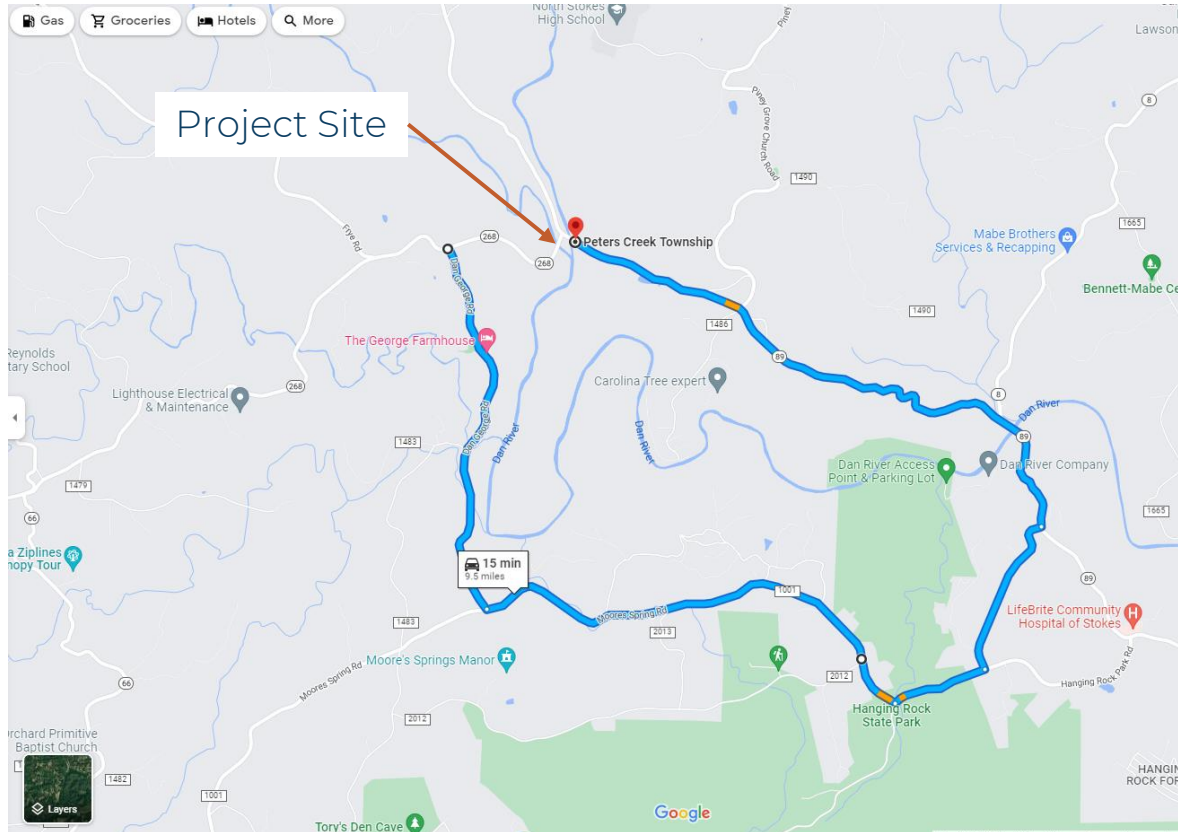 Gas
Groceries
Hotels
More
North Stokes
High School
Lawson
Project Site
Piney
8
Piney Grove Church Road
1490
1665
Mabe Brothers
Services & Recapping
Bennett-Mabe Ce
Frye Rd
268
268
Peters Creek Township
Dan George Rd
1490
1486
The George Farmhouse
89
Reynolds
tary School
Lighthouse Electrical
& Maintenance
268
Carolina Tree expert
8
Dan River
89
Dan George Rd
Dan River
Dan River
1483
Dan River Access
Point & Parking Lot
Dan River Company
1479
66
1665
a Ziplines
nopy Tour
15 min
9.5 miles
89
1001
LifeBrite Community
Hospital of Stokes
1483
Moores Spring Rd
2013
Moore's Springs Manor
2012
Hanging Rock Park Rd
66
Moores Spring Rd
2012
Hanging Rock
State Park
rchard Primitive
Baptist Church
1482
1001
HANGIN
ROCK FOR
Layers
Google
Tory's Den Cave